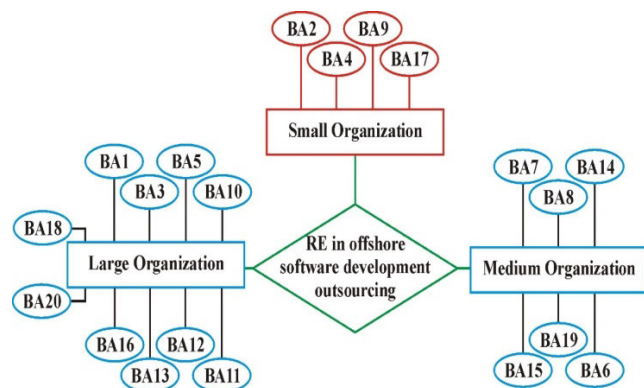 BA2
BA9
BA4
BA17
Small Organization
BA1
BA5
BA3
BA10
BA7
BA14
BA8
BA18
Large Organization
BA20
RE in offshore
software development
outsourcing
Medium Organization
BA16
BA12
BA13
BA11
BA19
BA15
BA6